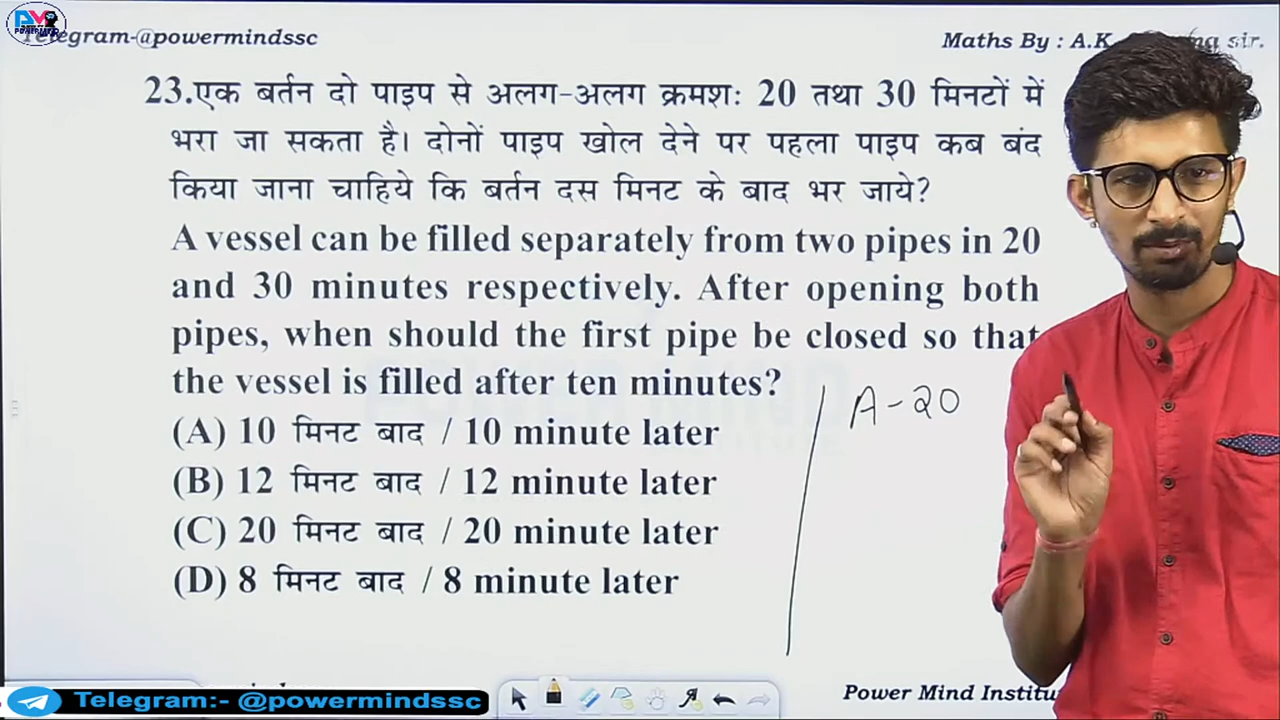 Telegram-@powermindssc
Maths By : A.K. sir.
23.एक बर्तन दो पाइप से अलग-अलग क्रमशः 20 तथा 30 मिनटों में
भरा जा सकता है। दोनों पाइप खोल देने पर पहला पाइप कब बंद
किया जाना चाहिये कि बर्तन दस मिनट के बाद भर जाये?
A vessel can be filled separately from two pipes in 20
and 30 minutes respectively. After opening both
pipes, when should the first pipe be closed so that
the vessel is filled after ten minutes?
(A) 10 मिनट बाद / 10 minute later
(B) 12 मिनट बाद / 12 minute later
(C) 20 मिनट बाद / 20 minute later
(D) 8 मिनट बाद / 8 minute later
A-20
Telegram:- @powermindssc
Power Mind